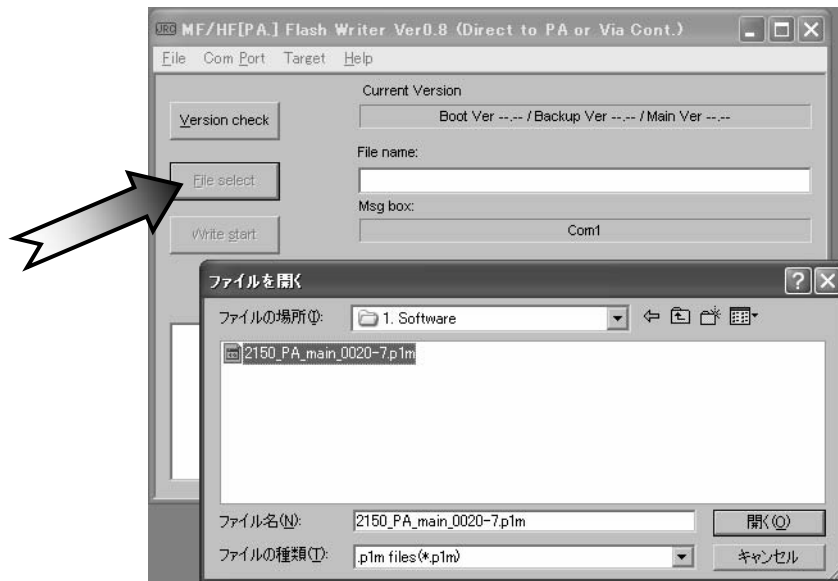 JRC MF/HF[PA.] Flash Writer Ver0.8 (Direct to PA or Via Cont.)
File Com Port Target Help
Current Version
Version check
Boot Ver --.-- / Backup Ver --.-- / Main Ver --.--
File name:
File select
Msg box:
Write start
Com1
ファイルを開く
ファイルの場所(I):
1. Software
2150_PA_main_0020-7.p1m
ファイル名(N):
2150_PA_main_0020-7.p1m
開く(O)
ファイルの種類(T):
.p1m files(*.p1m)
キャンセル